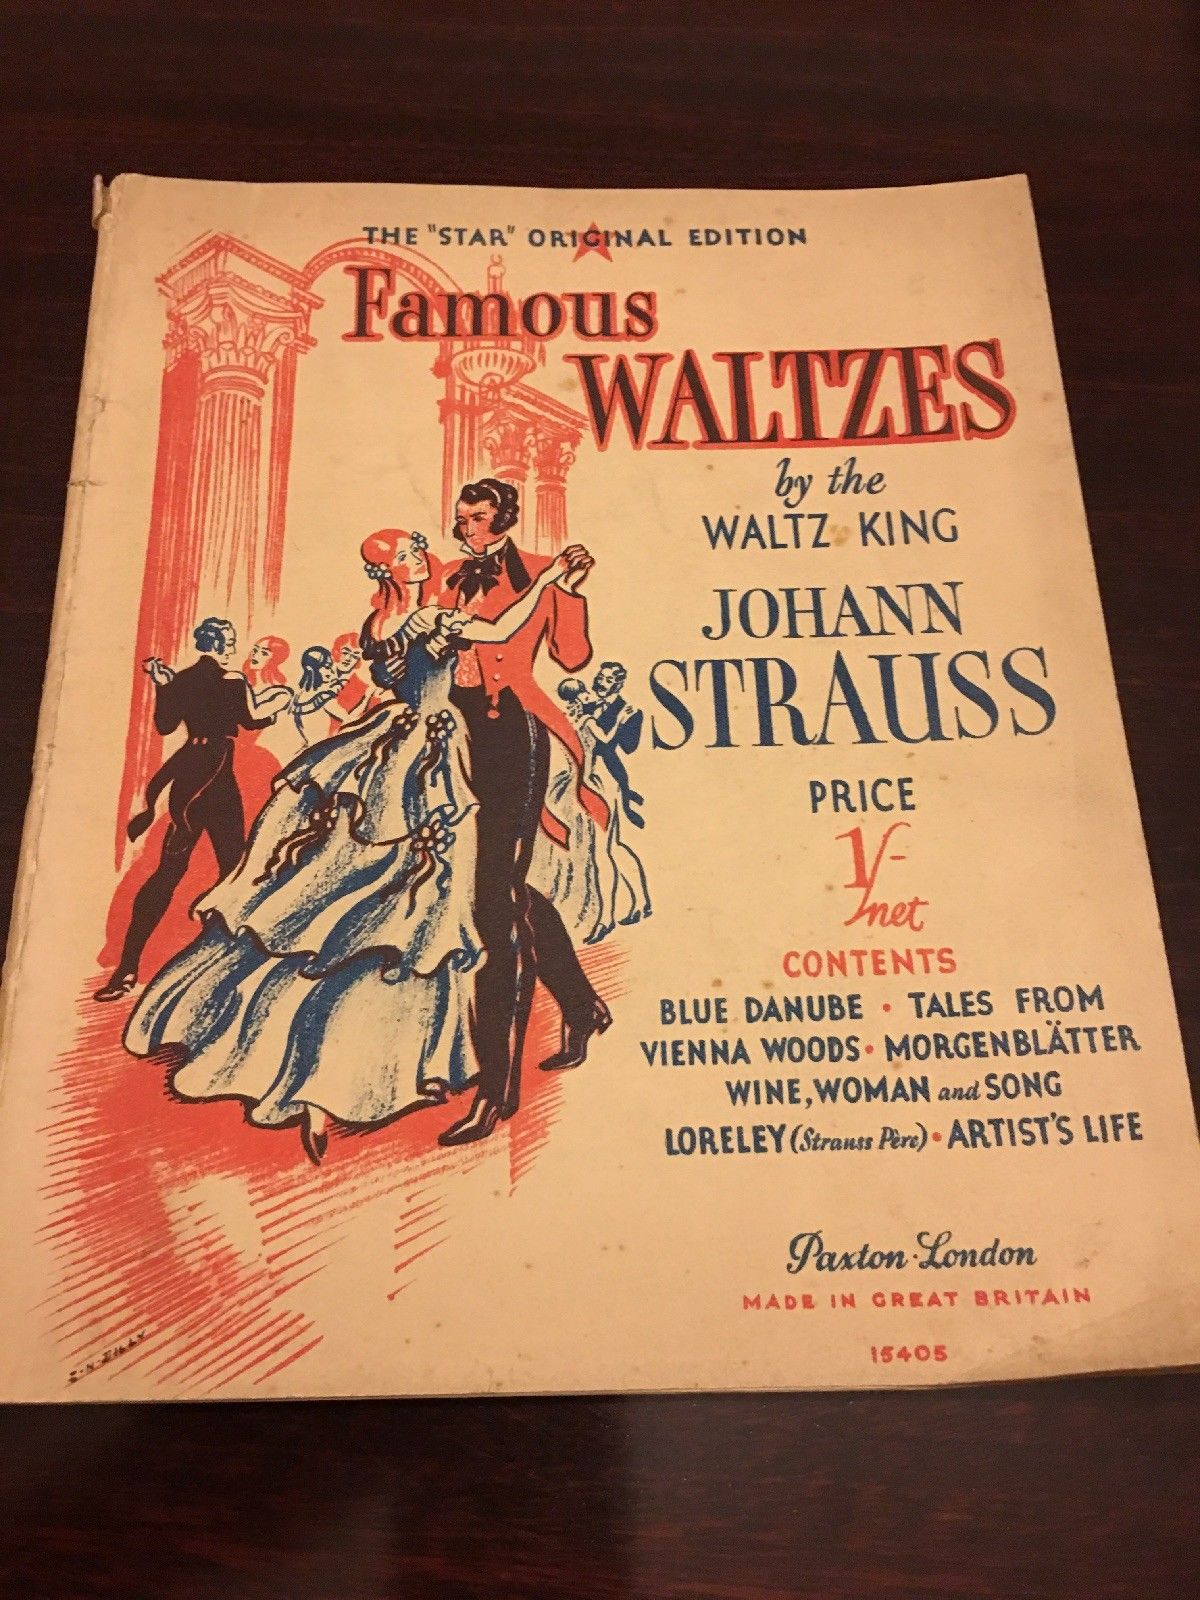 THE "STAR" ORIGINAL EDITION
Famous
WALTZES
by the
WALTZ KING
JOHANN
STRAUSS
PRICE
1/-
net
CONTENTS
BLUE DANUBE • TALES FROM
VIENNA WOODS • MORGENBLÄTTER
WINE, WOMAN and SONG
LORELEY (Strauss Père) • ARTIST'S LIFE
Paxton · London
MADE IN GREAT BRITAIN
15405